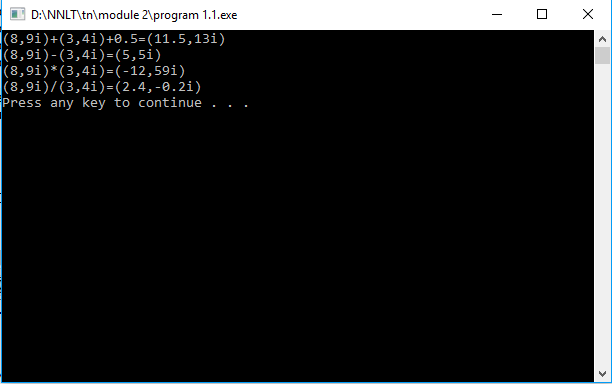 D:\NNLT\tn\module 2\program 1.1.exe
(8,9i)+(3,4i)+0.5=(11.5,13i)
(8,9i)-(3,4i)=(5,5i)
(8,9i)*(3,4i)=(-12,59i)
(8,9i)/(3,4i)=(2.4,-0.2i)
Press any key to continue . . .